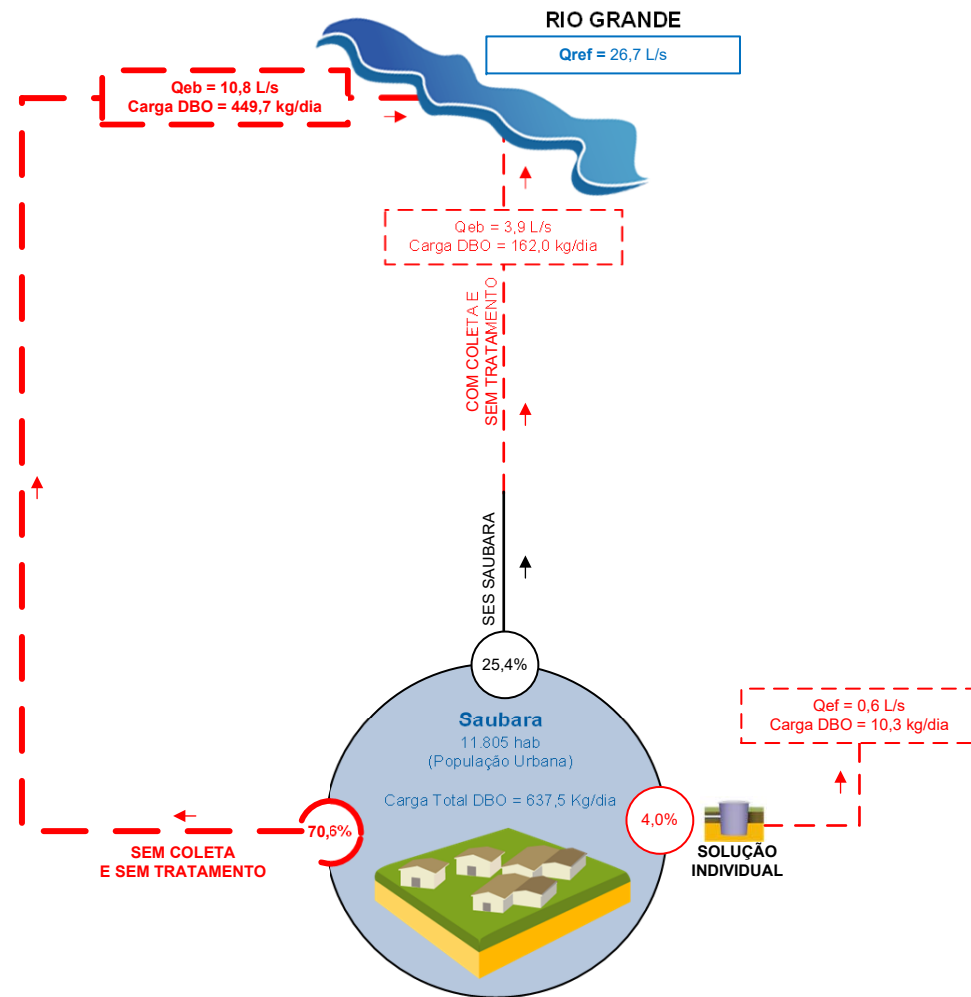 RIO GRANDE
Qref = 26,7 L/s
Qeb = 10,8 L/s
Carga DBO = 449,7 kg/dia
Qeb = 3,9 L/s
Carga DBO = 162,0 kg/dia
COM COLETA E
SEM TRATAMENTO
SES SAUBARA
25,4%
Saubara
11.805 hab
(População Urbana)
Carga Total DBO = 637,5 Kg/dia
Qef = 0,6 L/s
Carga DBO = 10,3 kg/dia
70,6%
4,0%
SEM COLETA
E SEM TRATAMENTO
SOLUÇÃO
INDIVIDUAL